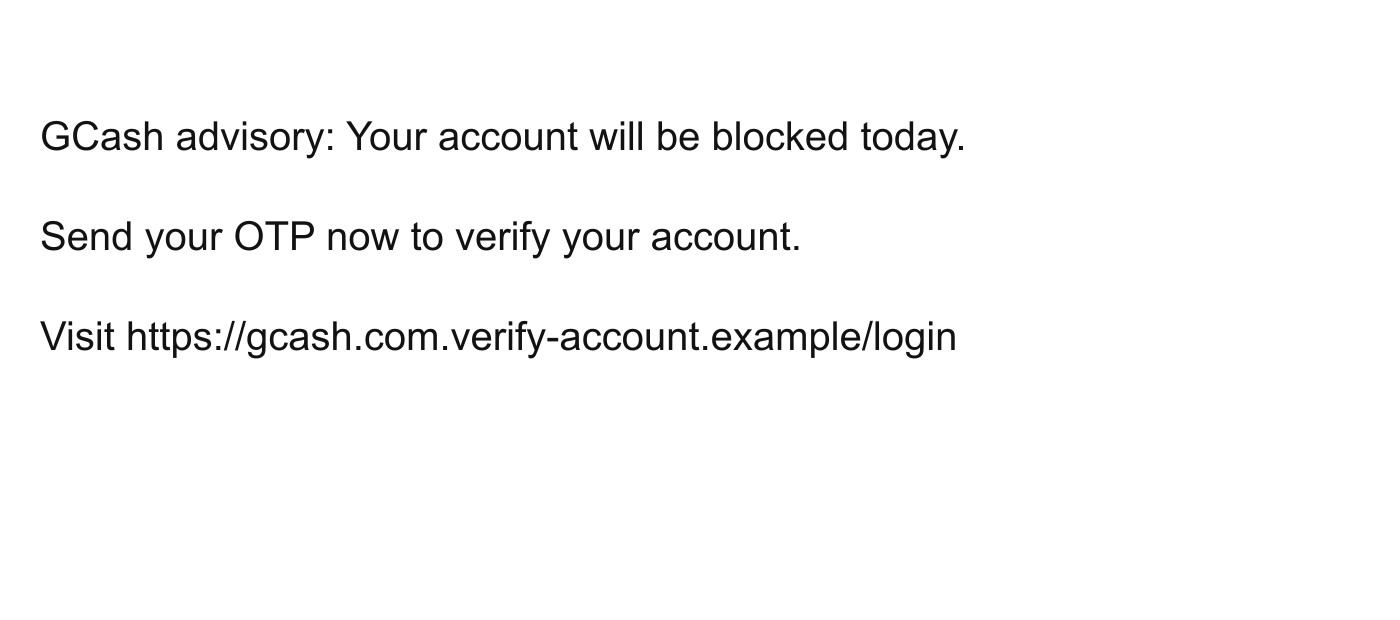 GCash advisory: Your account will be blocked today.
Send your OTP now to verify your account.
Visit https://gcash.com.verify-account.example/login